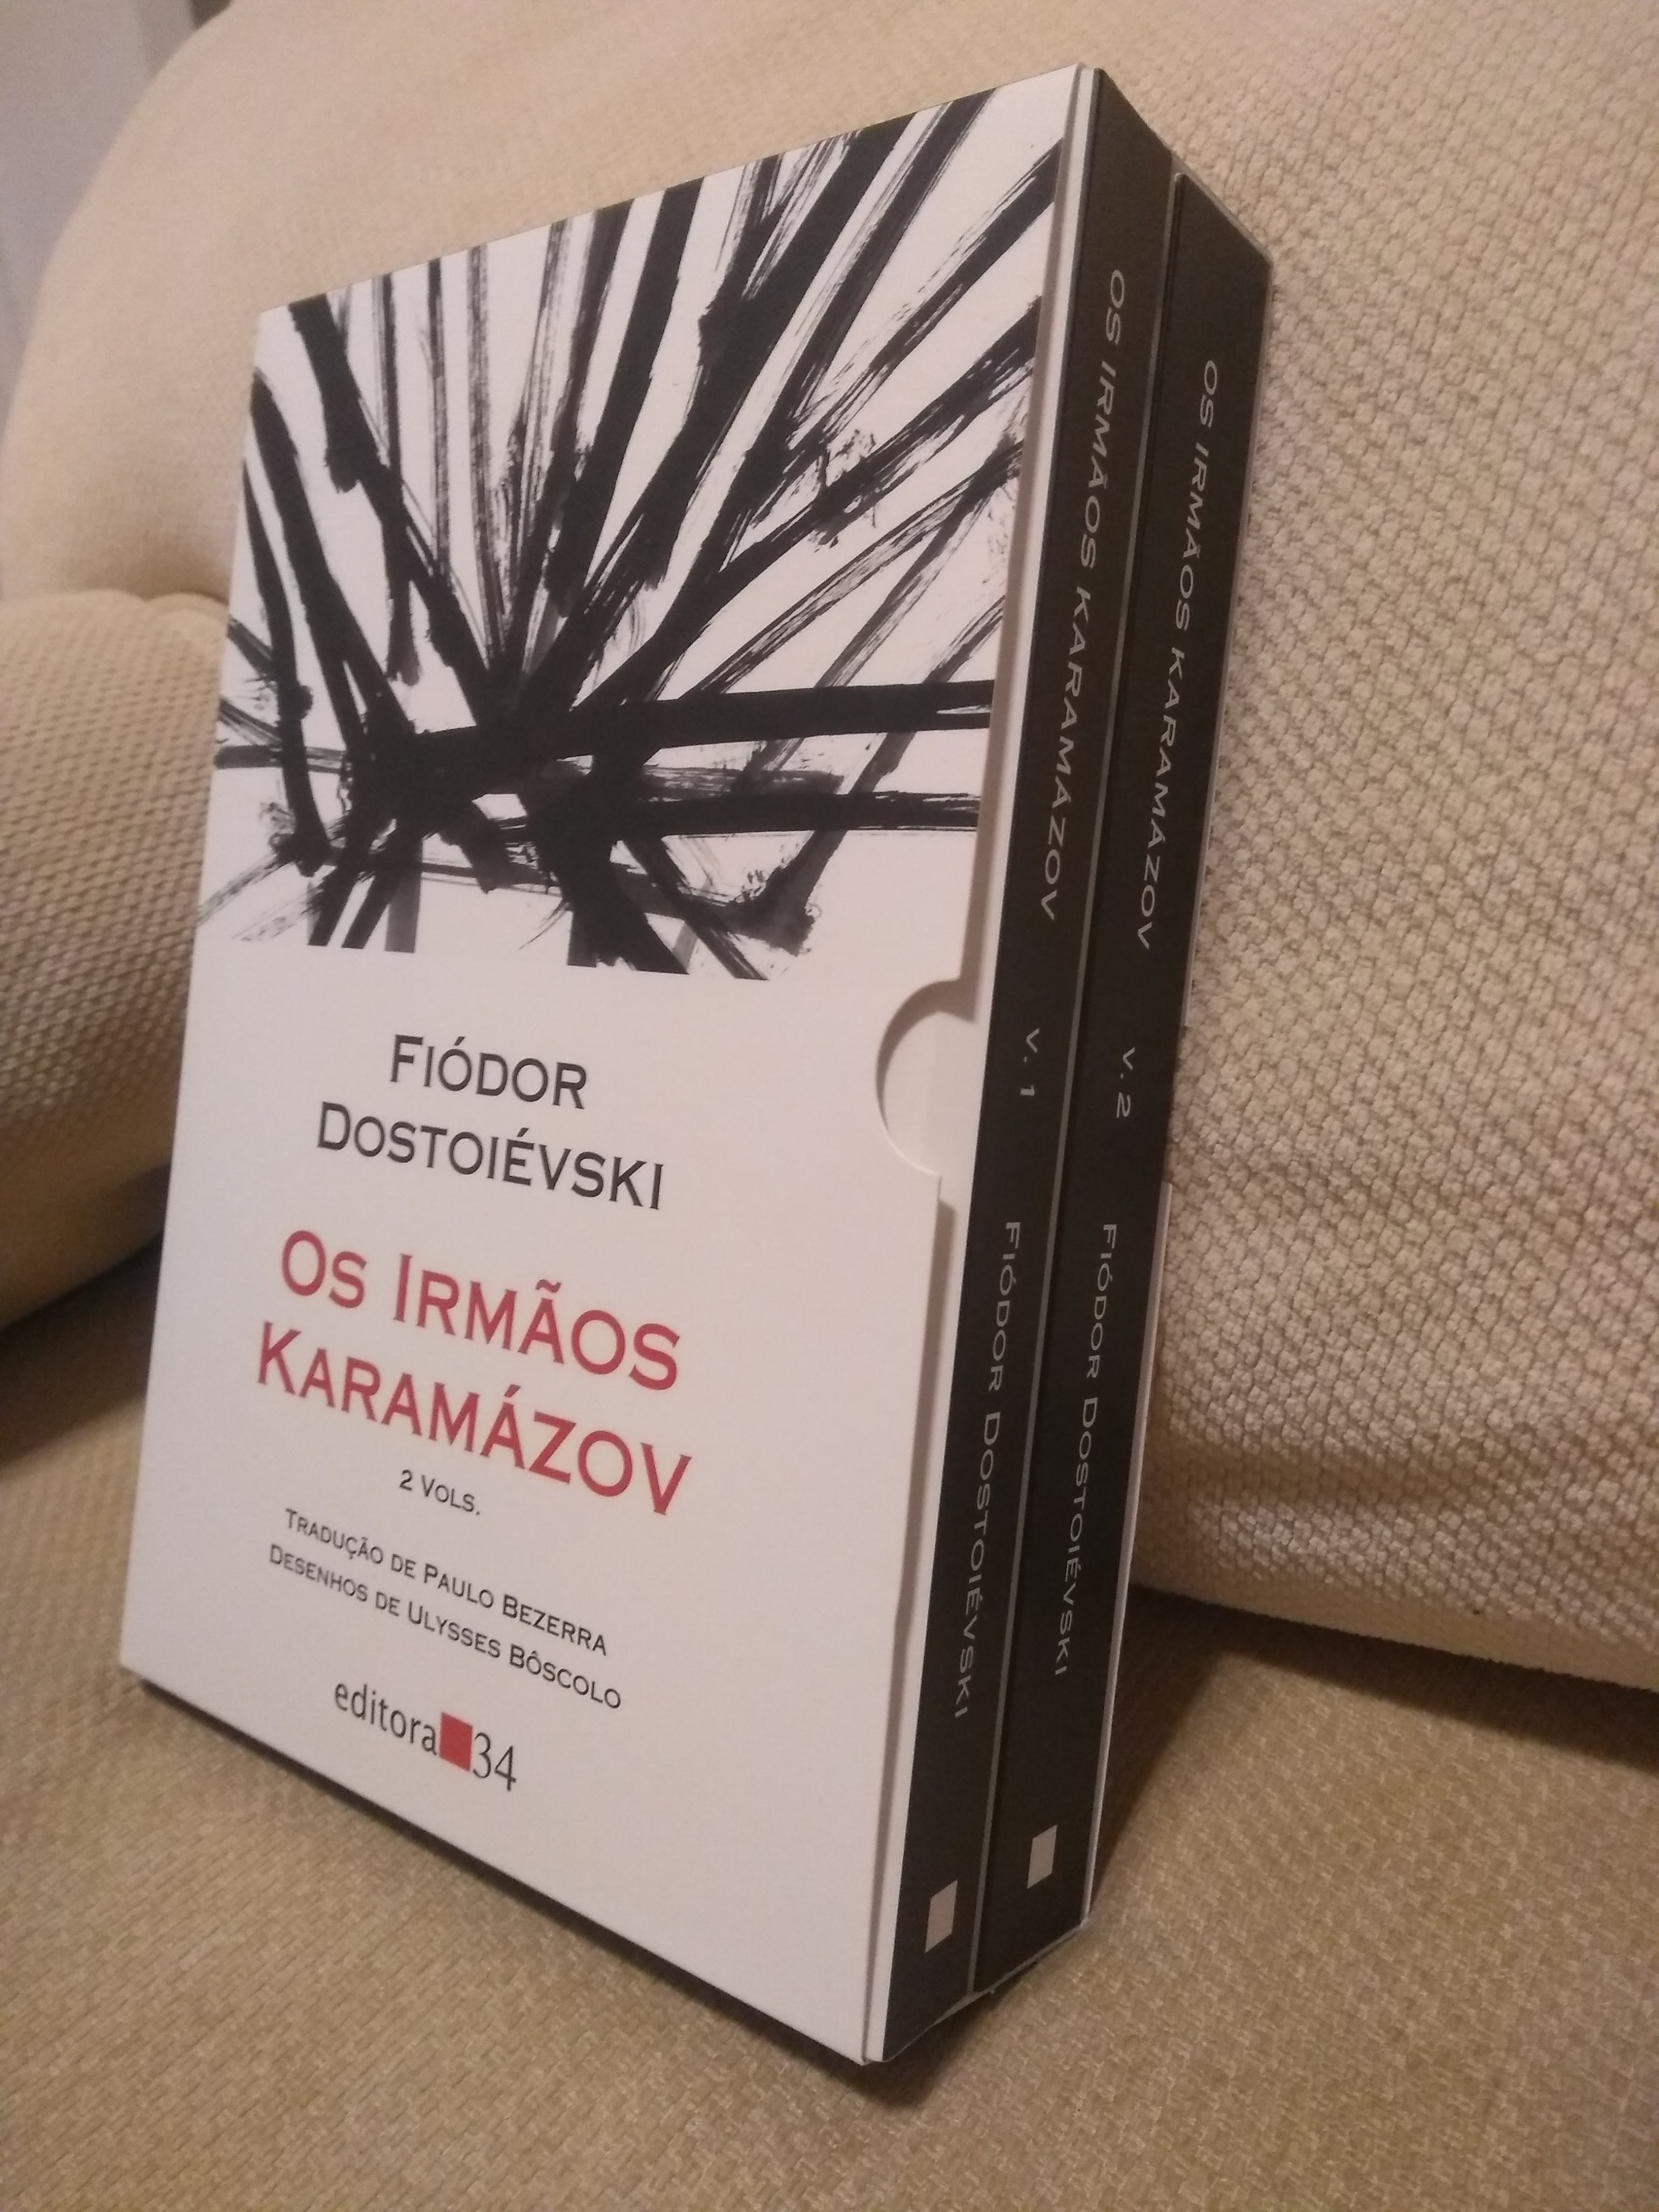 FIÓDOR
DOSTOIÉVSKI
OS IRMÃOS
KARAMÁZOV
2 VOLS.
TRADUÇÃO DE PAULO BEZERRA
DESENHOS DE ULYSSES BÔSCOLO
editora 34
OS IRMÃOS KARAMÁZOV V. 1 FIÓDOR DOSTOIÉVSKI
OS IRMÃOS KARAMÁZOV V. 2 FIÓDOR DOSTOIÉVSKI